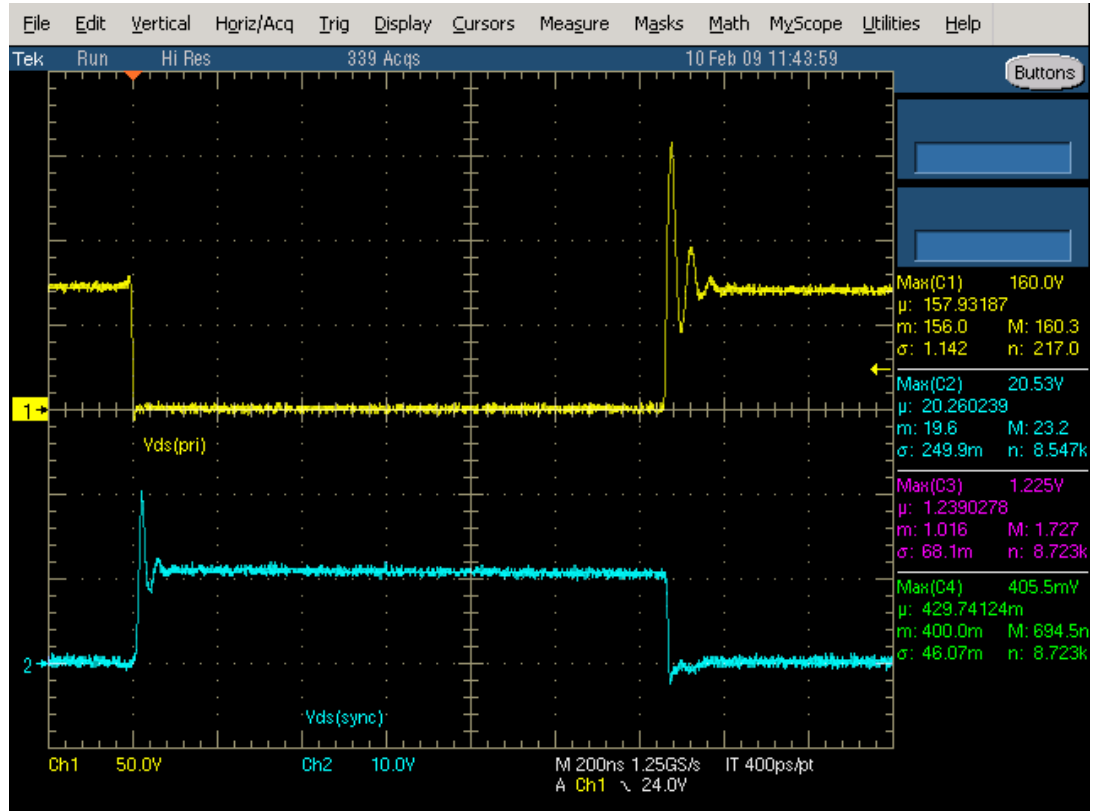 File Edit Vertical Horiz/Acq Trig Display Cursors Measure Masks Math MyScope Utilities Help
Tek Run Hi Res 339 Acqs 10 Feb 09 11:43:59
Buttons
Max(C1) 160.0V
μ: 157.93187
m: 156.0 M: 160.3
σ: 1.142 n: 217.0
Max(C2) 20.53V
μ: 20.260239
m: 19.6 M: 23.2
σ: 249.9m n: 8.547k
Max(C3) 1.225V
μ: 1.2390278
m: 1.016 M: 1.727
σ: 68.1m n: 8.723k
Max(C4) 405.5mV
μ: 429.74124m
m: 400.0m M: 694.5m
σ: 46.07m n: 8.723k
1
Vds(pri)
2
Vds(sync)
Ch1 50.0V Ch2 10.0V M 200ns 1.25GS/s IT 400ps/pt
A Ch1 \ 24.0V